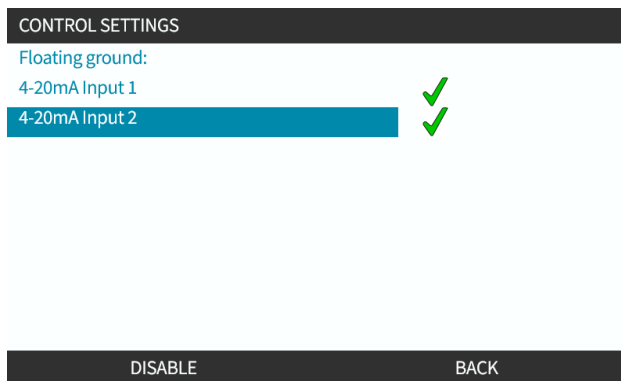 CONTROL SETTINGS
Floating ground:
4-20mA Input 1
4-20mA Input 2
DISABLE
BACK